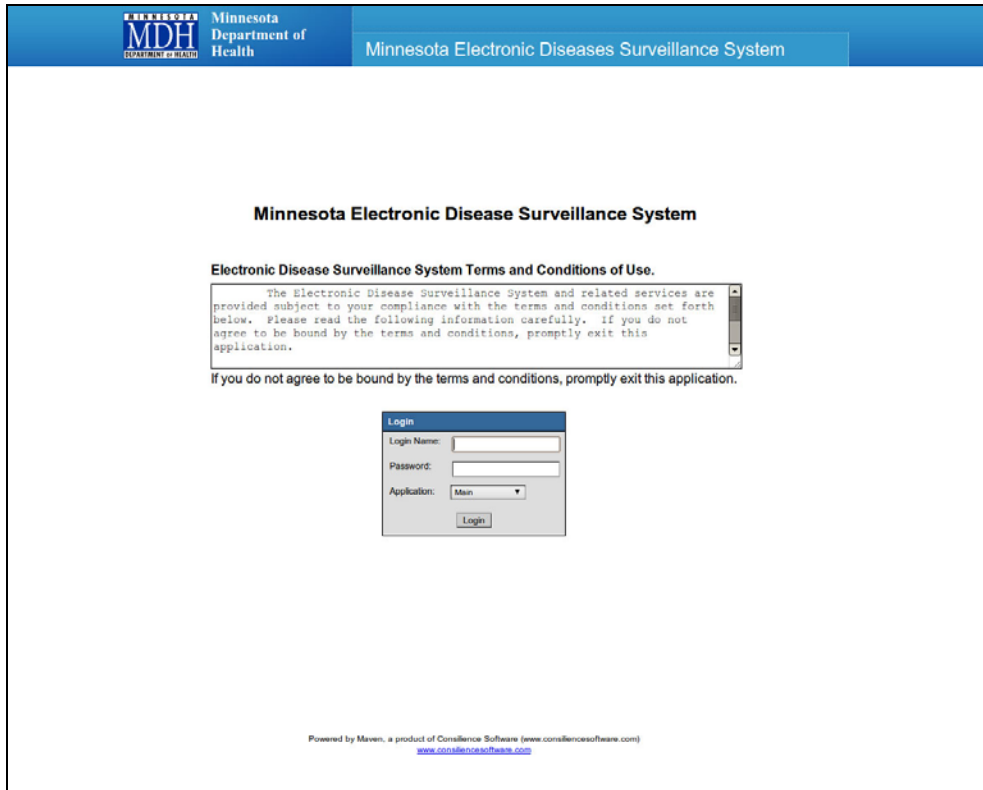 MINNESOTA
MDH
DEPARTMENT of HEALTH
Minnesota
Department of
Health
Minnesota Electronic Diseases Surveillance System
Minnesota Electronic Disease Surveillance System
Electronic Disease Surveillance System Terms and Conditions of Use.
The Electronic Disease Surveillance System and related services are
provided subject to your compliance with the terms and conditions set forth
below. Please read the following information carefully. If you do not
agree to be bound by the terms and conditions, promptly exit this
application.
If you do not agree to be bound by the terms and conditions, promptly exit this application.
Login
Login Name:
Password:
Application: Main
Login
Powered by Maven, a product of Consilience Software (www.consiliencesoftware.com)
www.consiliencesoftware.com